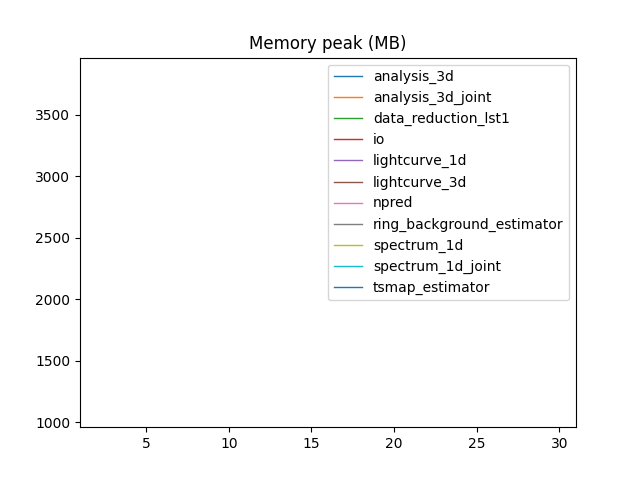 Memory peak (MB)
analysis_3d
analysis_3d_joint
data_reduction_lst1
io
lightcurve_1d
lightcurve_3d
npred
ring_background_estimator
spectrum_1d
spectrum_1d_joint
tsmap_estimator
3500
3000
2500
2000
1500
1000
5 10 15 20 25 30